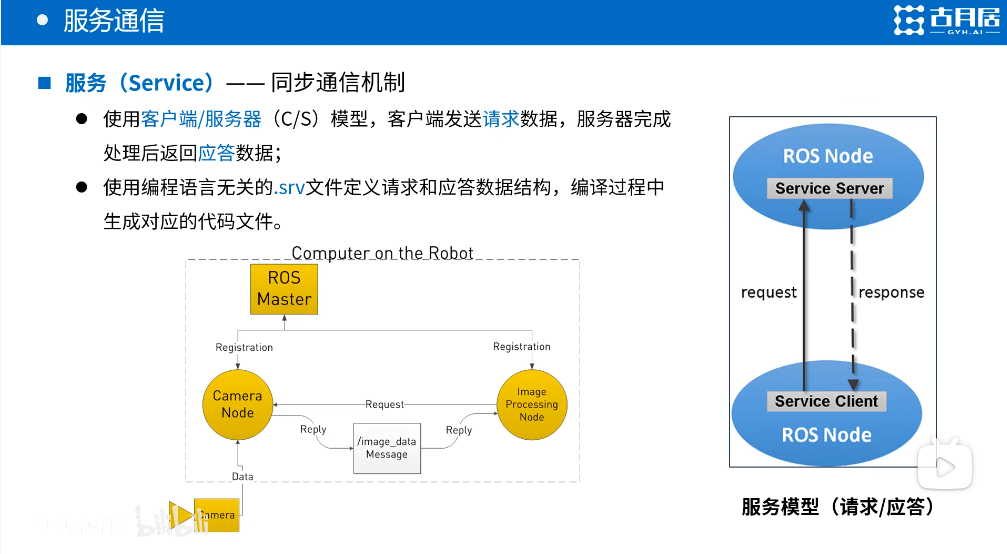 服务通信
古月居
GYH.AI
服务（Service）—— 同步通信机制
使用客户端/服务器（C/S）模型，客户端发送请求数据，服务器完成
处理后返回应答数据；
使用编程语言无关的.srv文件定义请求和应答数据结构，编译过程中
生成对应的代码文件。
Computer on the Robot
ROS
Master
Registration
Registration
Camera
Node
Image
Processing
Node
Request
Reply
/image_data
Message
Reply
Data
Camera
bilibili
ROS Node
Service Server
request
response
Service Client
ROS Node
服务模型（请求/应答）